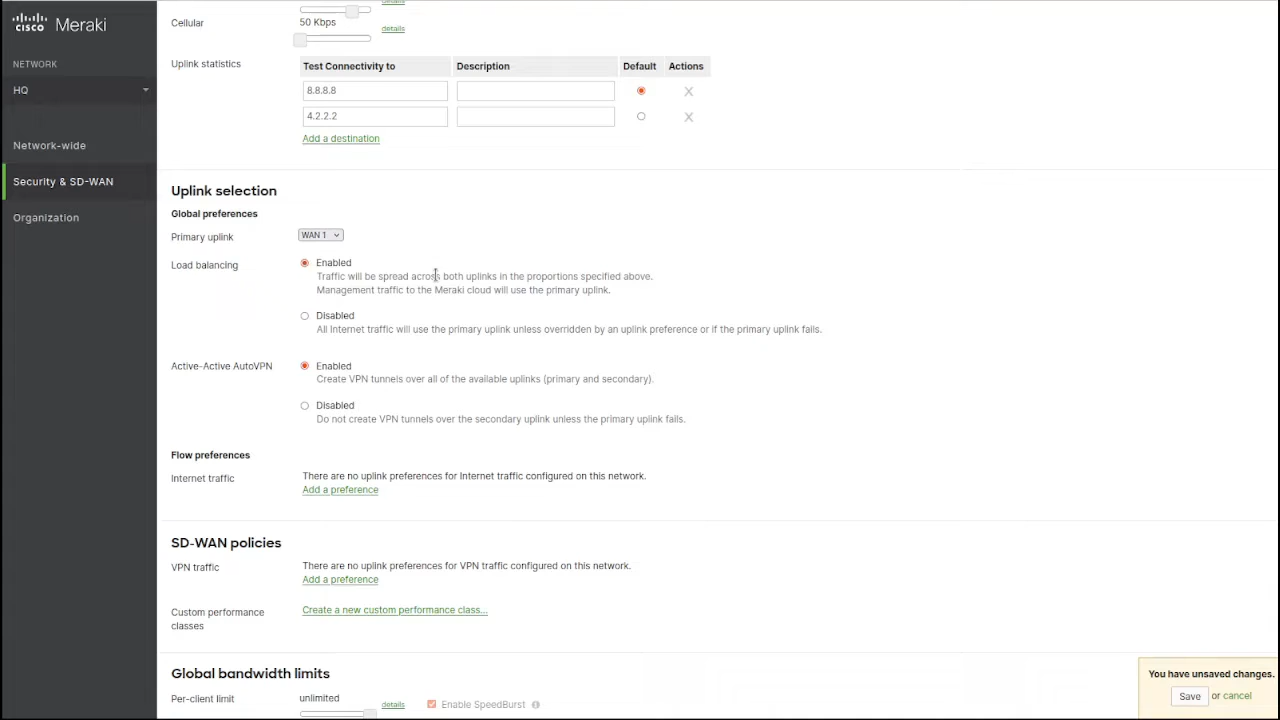 CISCO Meraki
NETWORK
HQ
Network-wide
Security & SD-WAN
Organization
details
Cellular
50 Kbps
details
Uplink statistics
Test Connectivity to Description Default Actions
8.8.8.8 X
4.2.2.2 X
Add a destination
Uplink selection
Global preferences
Primary uplink
WAN 1
Load balancing
Enabled
Traffic will be spread across both uplinks in the proportions specified above.
Management traffic to the Meraki cloud will use the primary uplink.
Disabled
All Internet traffic will use the primary uplink unless overridden by an uplink preference or if the primary uplink fails.
Active-Active AutoVPN
Enabled
Create VPN tunnels over all of the available uplinks (primary and secondary).
Disabled
Do not create VPN tunnels over the secondary uplink unless the primary uplink fails.
Flow preferences
Internet traffic
There are no uplink preferences for Internet traffic configured on this network.
Add a preference
SD-WAN policies
VPN traffic
There are no uplink preferences for VPN traffic configured on this network.
Add a preference
Custom performance
classes
Create a new custom performance class...
Global bandwidth limits
Per-client limit
unlimited
details
Enable SpeedBurst
You have unsaved changes.
Save or cancel